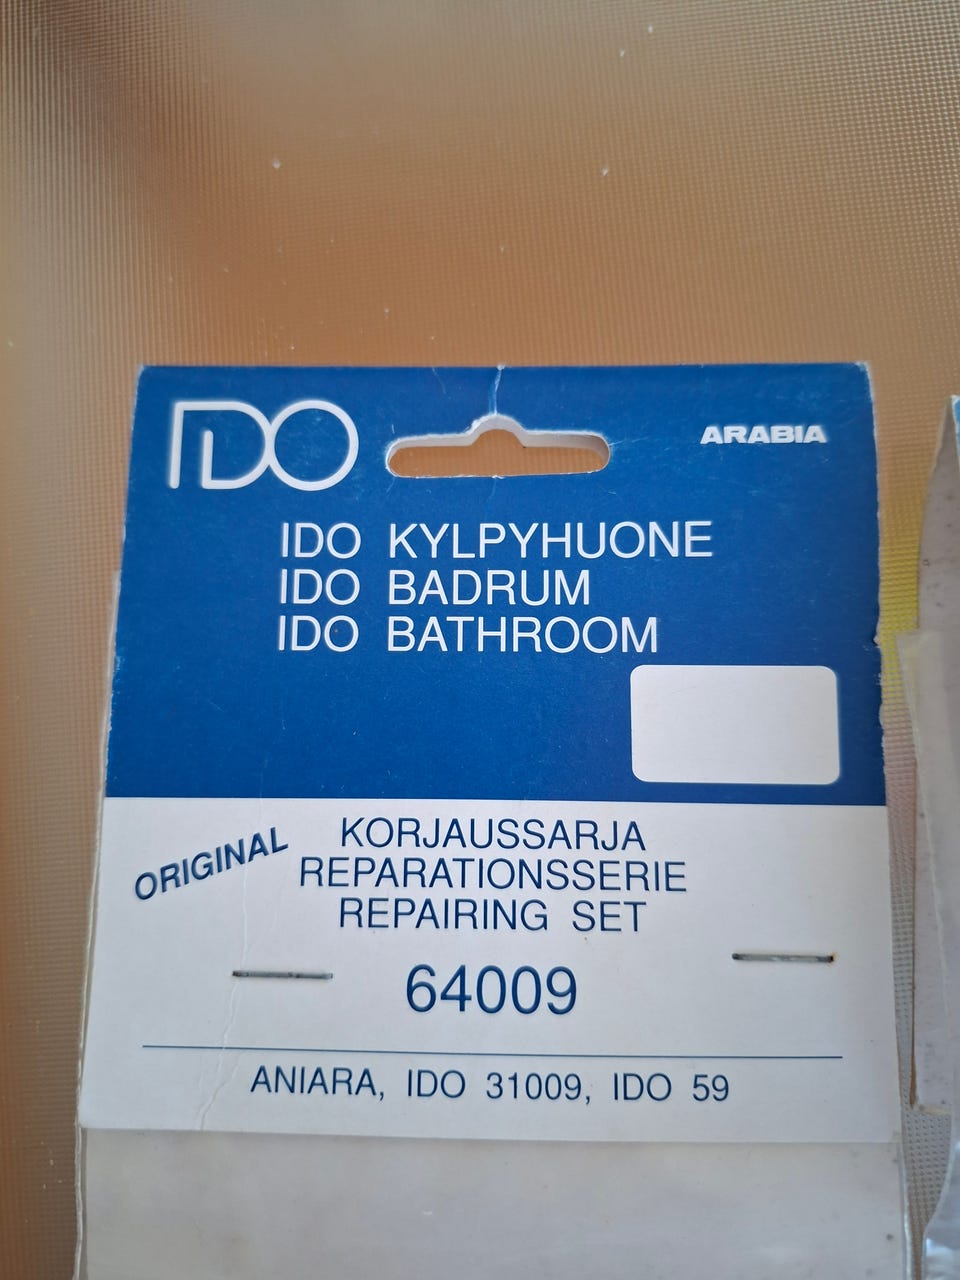 IDO
ARABIA
IDO KYLPYHUONE
IDO BADRUM
IDO BATHROOM
ORIGINAL
KORJAUSSARJA
REPARATIONSSERIE
REPAIRING SET
64009
ANIARA, IDO 31009, IDO 59